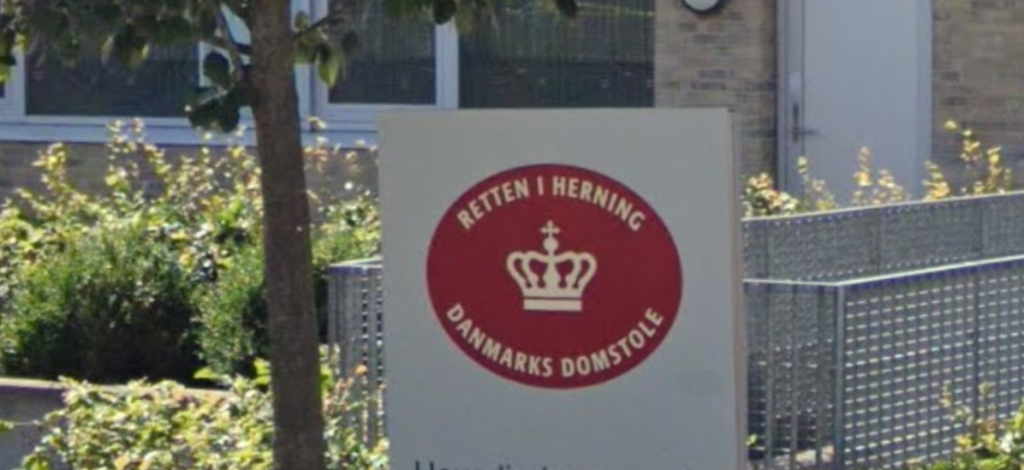 RETTEN I HERNING
DANMARKS DOMSTOLE